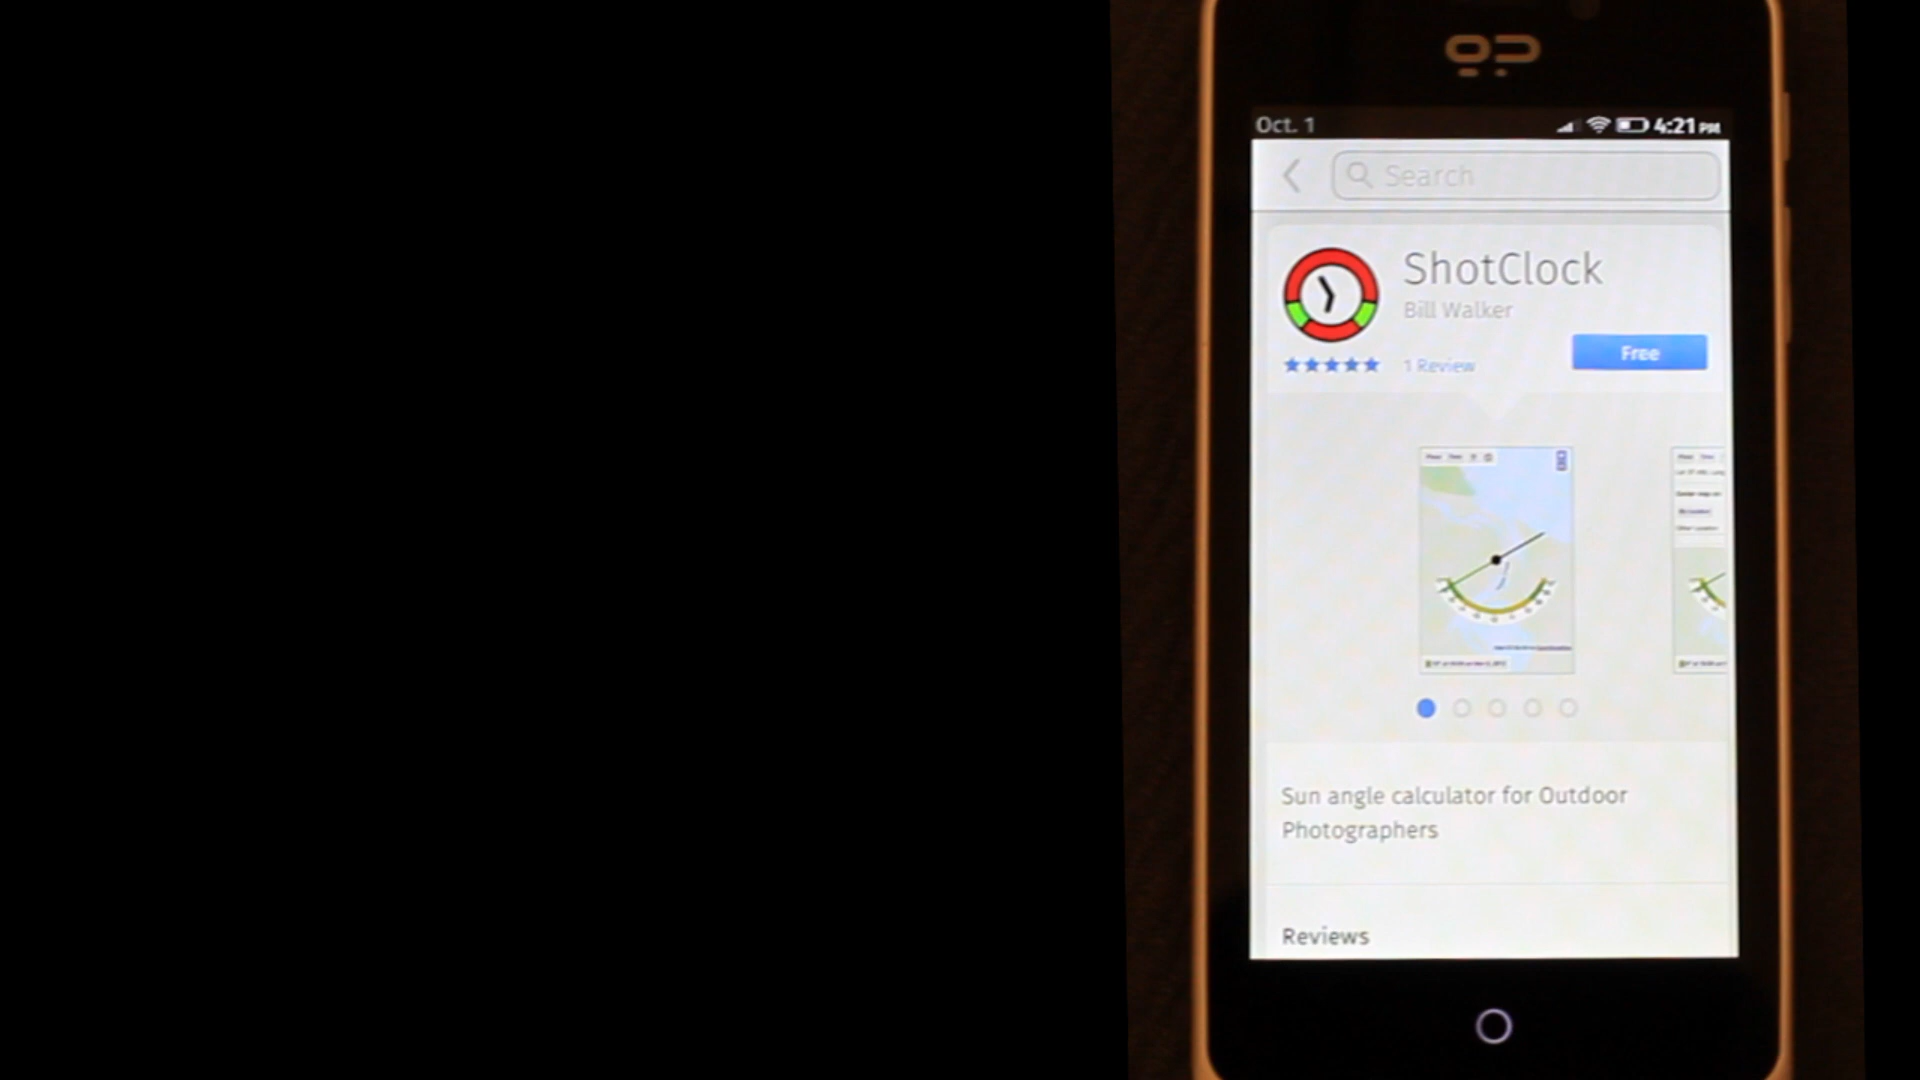 Oct. 1
4:21 PM
Search
ShotClock
Bill Walker
1 Review
Free
Sun angle calculator for Outdoor
Photographers
Reviews